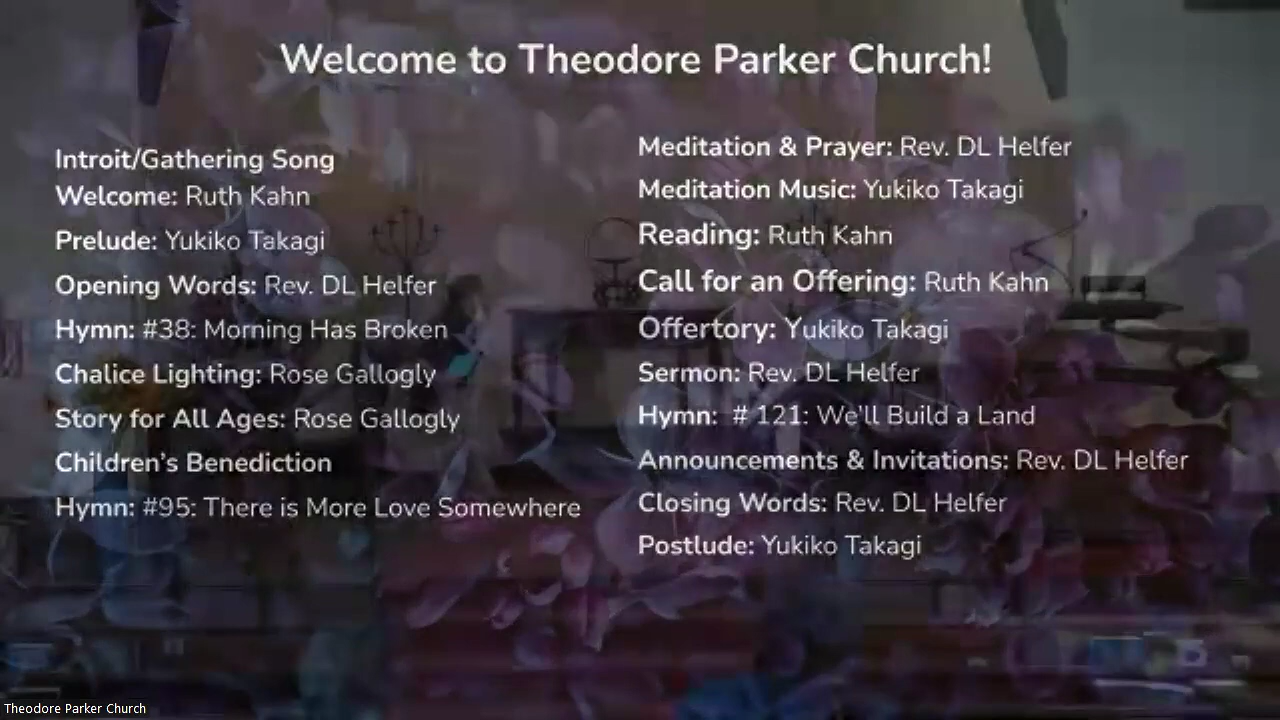 Welcome to Theodore Parker Church!
Introit/Gathering Song
Welcome: Ruth Kahn
Prelude: Yukiko Takagi
Opening Words: Rev. DL Helfer
Hymn: #38: Morning Has Broken
Chalice Lighting: Rose Gallogly
Story for All Ages: Rose Gallogly
Children's Benediction
Hymn: #95: There is More Love Somewhere
Meditation & Prayer: Rev. DL Helfer
Meditation Music: Yukiko Takagi
Reading: Ruth Kahn
Call for an Offering: Ruth Kahn
Offertory: Yukiko Takagi
Sermon: Rev. DL Helfer
Hymn:  # 121: We'll Build a Land
Announcements & Invitations: Rev. DL Helfer
Closing Words: Rev. DL Helfer
Postlude: Yukiko Takagi
Theodore Parker Church